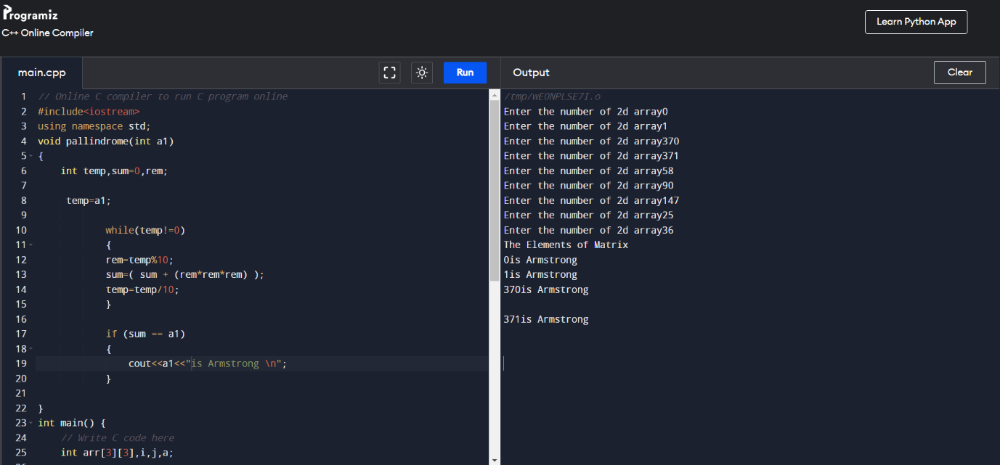 Programiz
C++ Online Compiler
Learn Python App
main.cpp
Run
Output
Clear
1 // Online C compiler to run C program online
2 #include<iostream>
3 using namespace std;
4 void pallindrome(int a1)
5 {
6 int temp,sum=0,rem;
7
8 temp=a1;
9
10 while(temp!=0)
11 {
12 rem=temp%10;
13 sum=( sum + (rem*rem*rem) );
14 temp=temp/10;
15 }
16
17 if (sum == a1)
18 {
19 cout<<a1<<"is Armstrong \n";
20 }
21
22 }
23 int main() {
24 // Write C code here
25 int arr[3][3],i,j,a;
/tmp/wEONPLSE7I.o
Enter the number of 2d array0
Enter the number of 2d array1
Enter the number of 2d array370
Enter the number of 2d array371
Enter the number of 2d array58
Enter the number of 2d array90
Enter the number of 2d array147
Enter the number of 2d array25
Enter the number of 2d array36
The Elements of Matrix
0is Armstrong
1is Armstrong
370is Armstrong
371is Armstrong